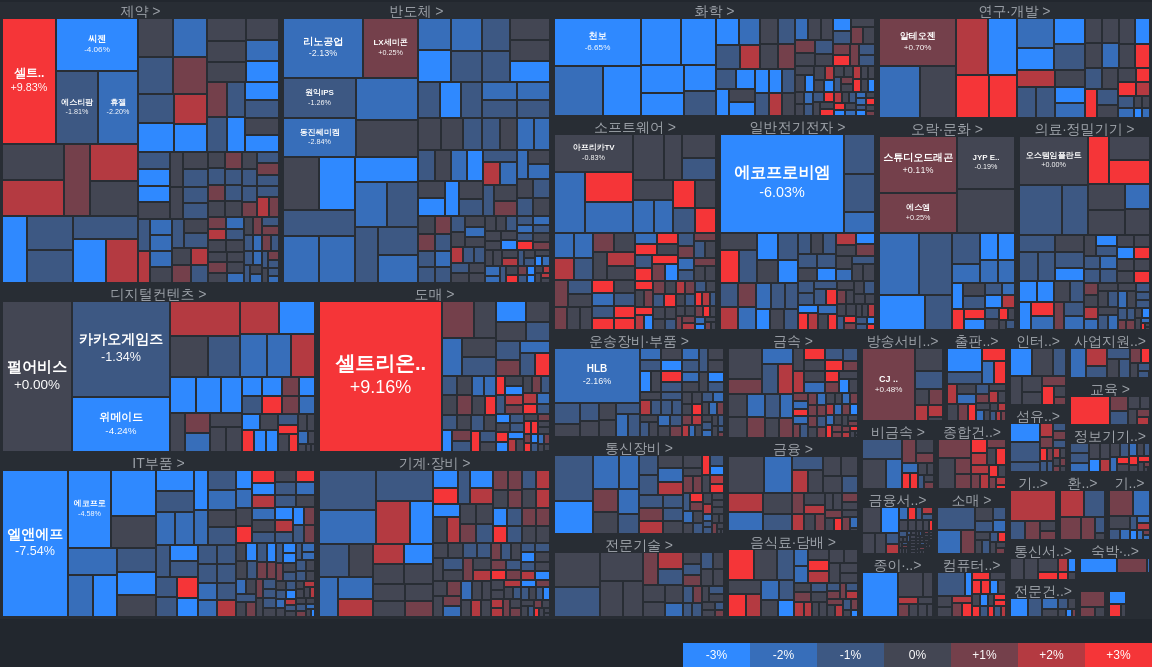 제약 >
반도체 >
화학 >
연구·개발 >
셀트..
+9.83%
씨젠
-4.06%
에스티팜
-1.81%
휴젤
-2.20%
리노공업
-2.13%
LX세미콘
+0.25%
원익IPS
-1.26%
동진쎄미켐
-2.84%
천보
-6.65%
알테오젠
+0.70%
소프트웨어 >
일반전기전자 >
오락·문화 >
의료·정밀기기 >
아프리카TV
-0.83%
에코프로비엠
-6.03%
스튜디오드래곤
+0.11%
JYP E..
-0.19%
에스엠
+0.25%
오스템임플란트
+0.00%
디지털컨텐츠 >
도매 >
펄어비스
+0.00%
카카오게임즈
-1.34%
위메이드
-4.24%
셀트리온..
+9.16%
운송장비·부품 >
금속 >
방송서비..>
출판..>
인터..>
사업지원..>
HLB
-2.16%
CJ ..
+0.48%
교육 >
섬유..>
정보기기..>
비금속 >
종합건..>
통신장비 >
금융 >
IT부품 >
기계·장비 >
엘앤에프
-7.54%
에코프로
-4.58%
기..>
환..>
기..>
금융서..>
소매 >
전문기술 >
음식료·담배 >
통신서..>
숙박·..>
종이·..>
컴퓨터..>
전문건..>
-3%
-2%
-1%
0%
+1%
+2%
+3%